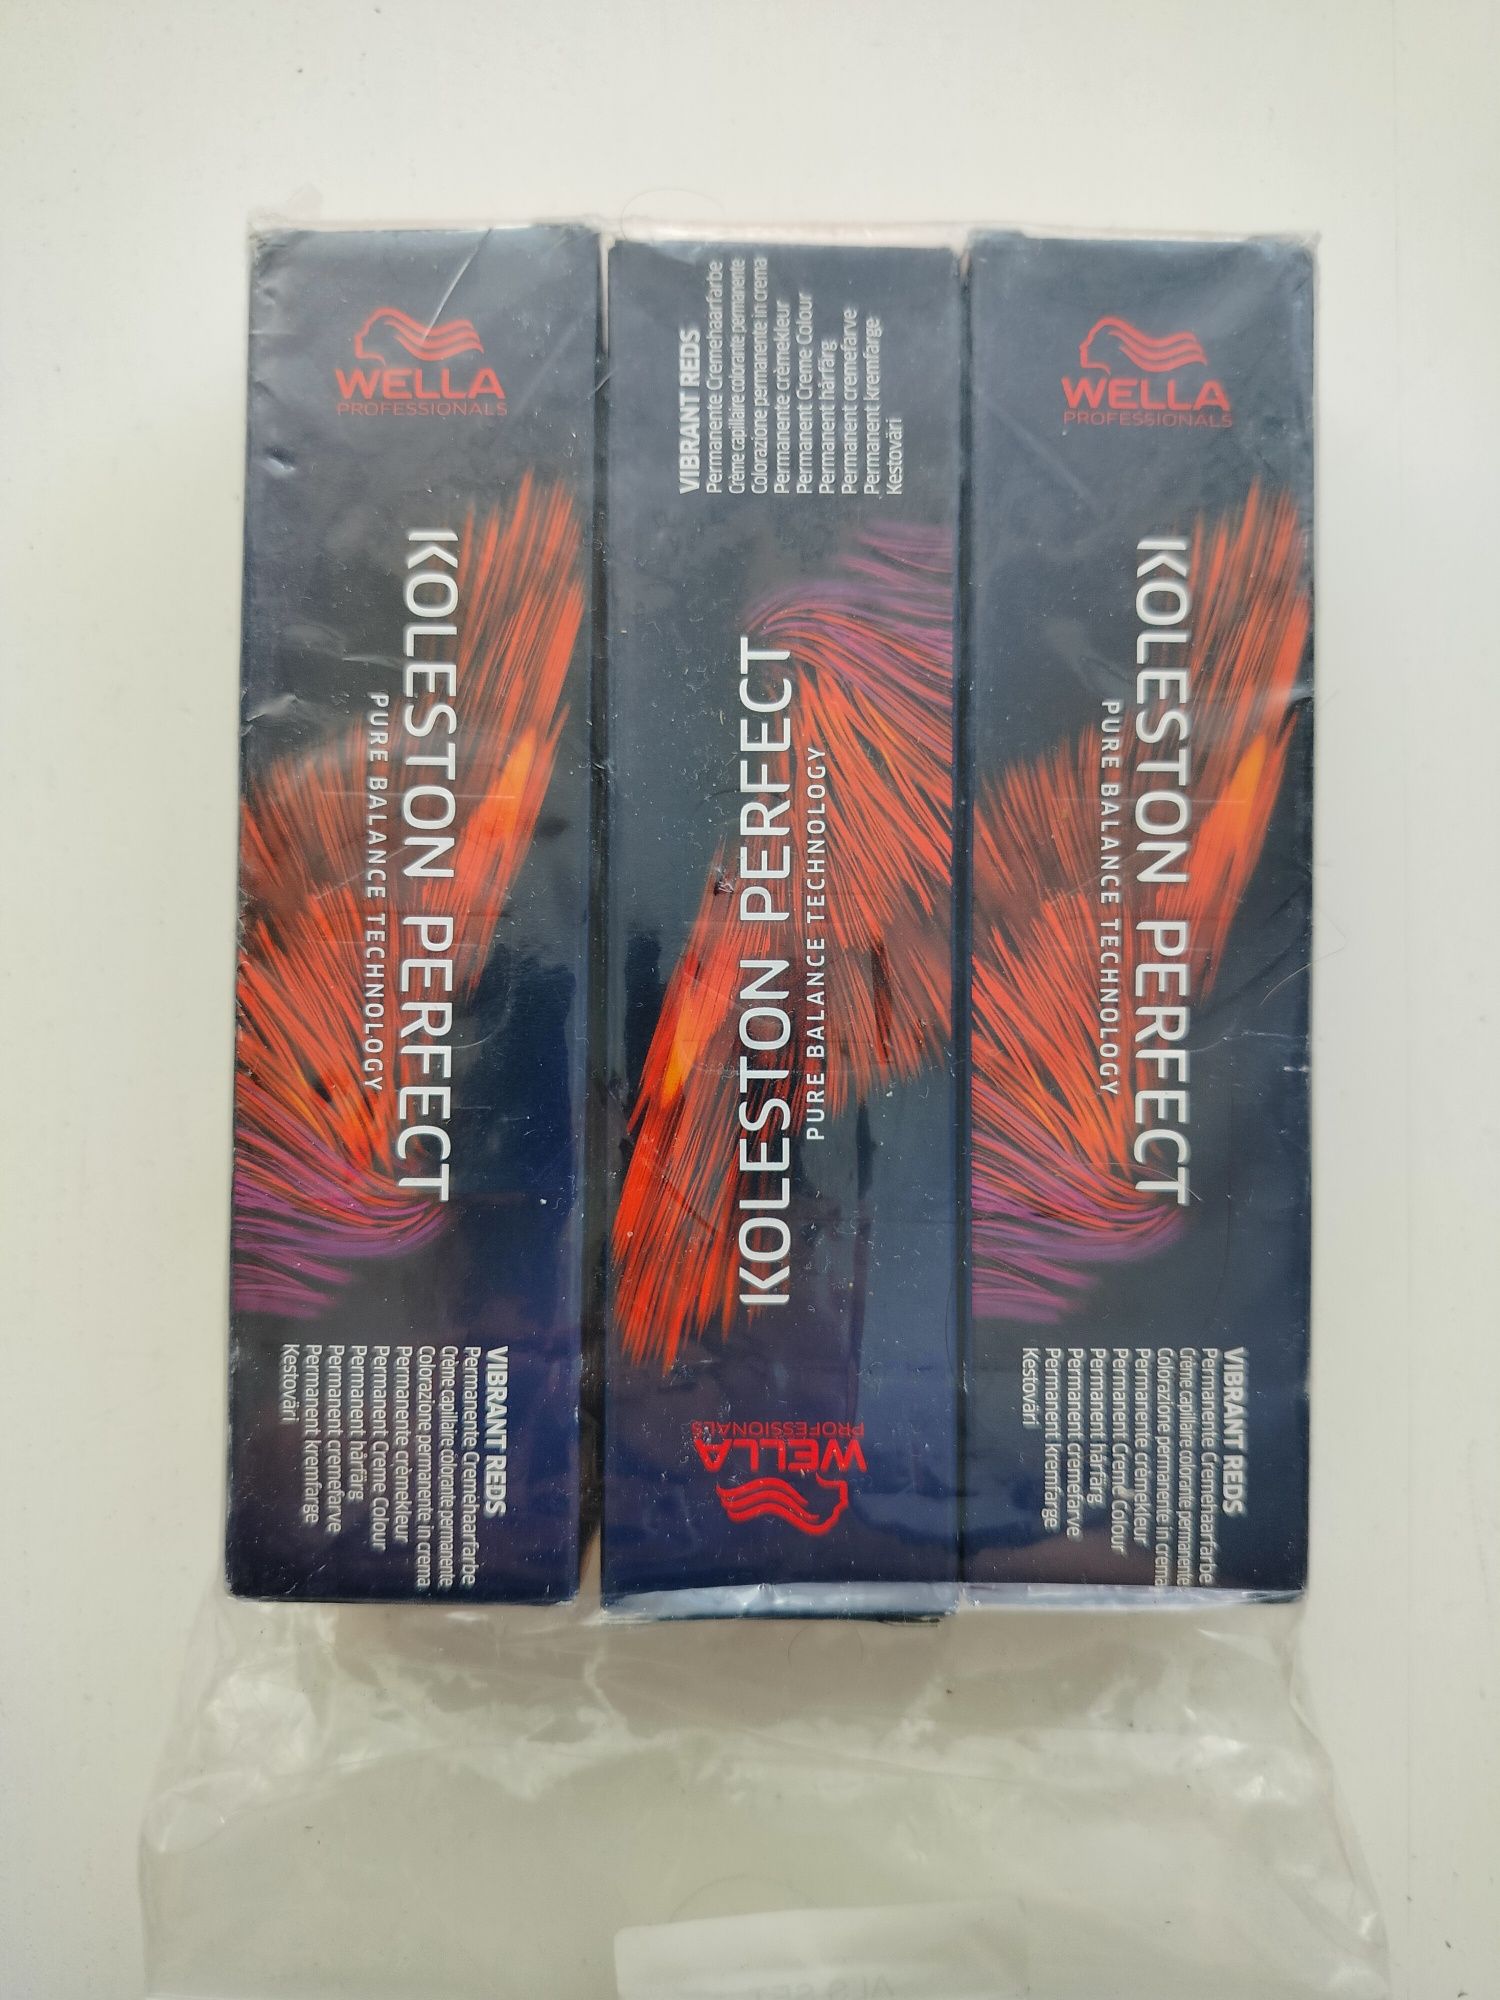 WELLA
PROFESSIONALS
KOLESTON PERFECT
PURE BALANCE TECHNOLOGY
VIBRANT REDS
Permanente Cremehaarfarbe
Crème capillaire colorante permanente
Colorazione permanente in crema
Permanente crèmekleur
Permanent Creme Colour
Permanent hårfärg
Permanent cremefarve
Permanent kremfarge
Kestoväri
VIBRANT REDS
Permanente Cremehaarfarbe
Crème capillaire colorante permanente
Colorazione permanente in crema
Permanente crèmekleur
Permanent Creme Colour
Permanent hårfärg
Permanent cremefarve
Permanent kremfarge
Kestoväri
KOLESTON PERFECT
PURE BALANCE TECHNOLOGY
WELLA
PROFESSIONALS
WELLA
PROFESSIONALS
KOLESTON PERFECT
PURE BALANCE TECHNOLOGY
VIBRANT REDS
Permanente Cremehaarfarbe
Crème capillaire colorante permanente
Colorazione permanente in crema
Permanente crèmekleur
Permanent Creme Colour
Permanent hårfärg
Permanent cremefarve
Permanent kremfarge
Kestoväri